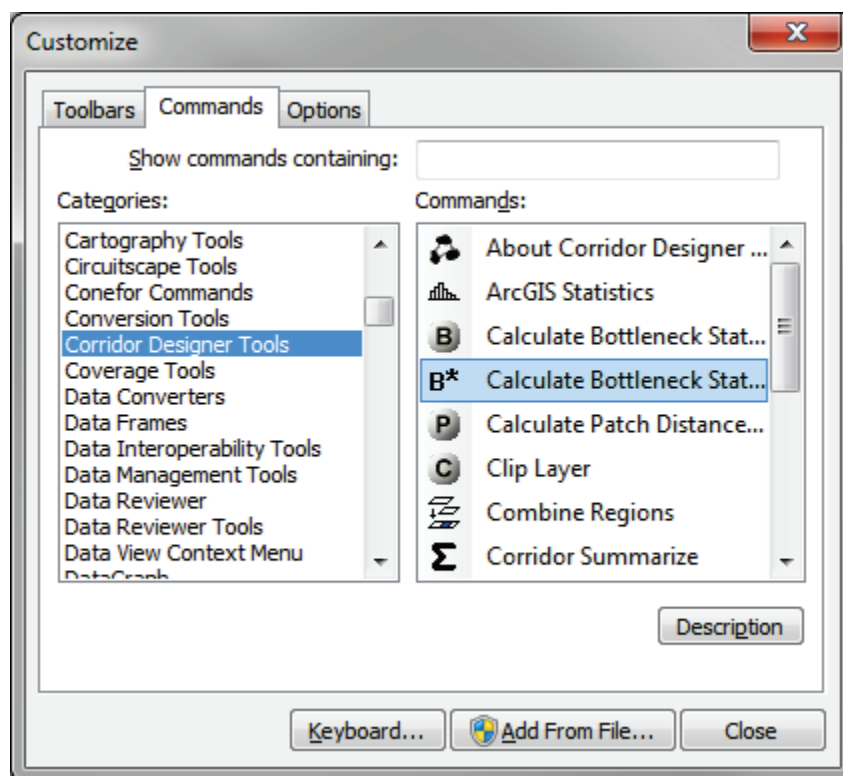 Customize
Toolbars Commands Options
Show commands containing:
Categories:
Cartography Tools
Circuitscape Tools
Conefor Commands
Conversion Tools
Corridor Designer Tools
Coverage Tools
Data Converters
Data Frames
Data Interoperability Tools
Data Management Tools
Data Reviewer
Data Reviewer Tools
Data View Context Menu
DataGraph
Commands:
About Corridor Designer ...
ArcGIS Statistics
B Calculate Bottleneck Stat...
B* Calculate Bottleneck Stat...
P Calculate Patch Distance...
C Clip Layer
Combine Regions
Σ Corridor Summarize
Description
Keyboard... Add From File... Close